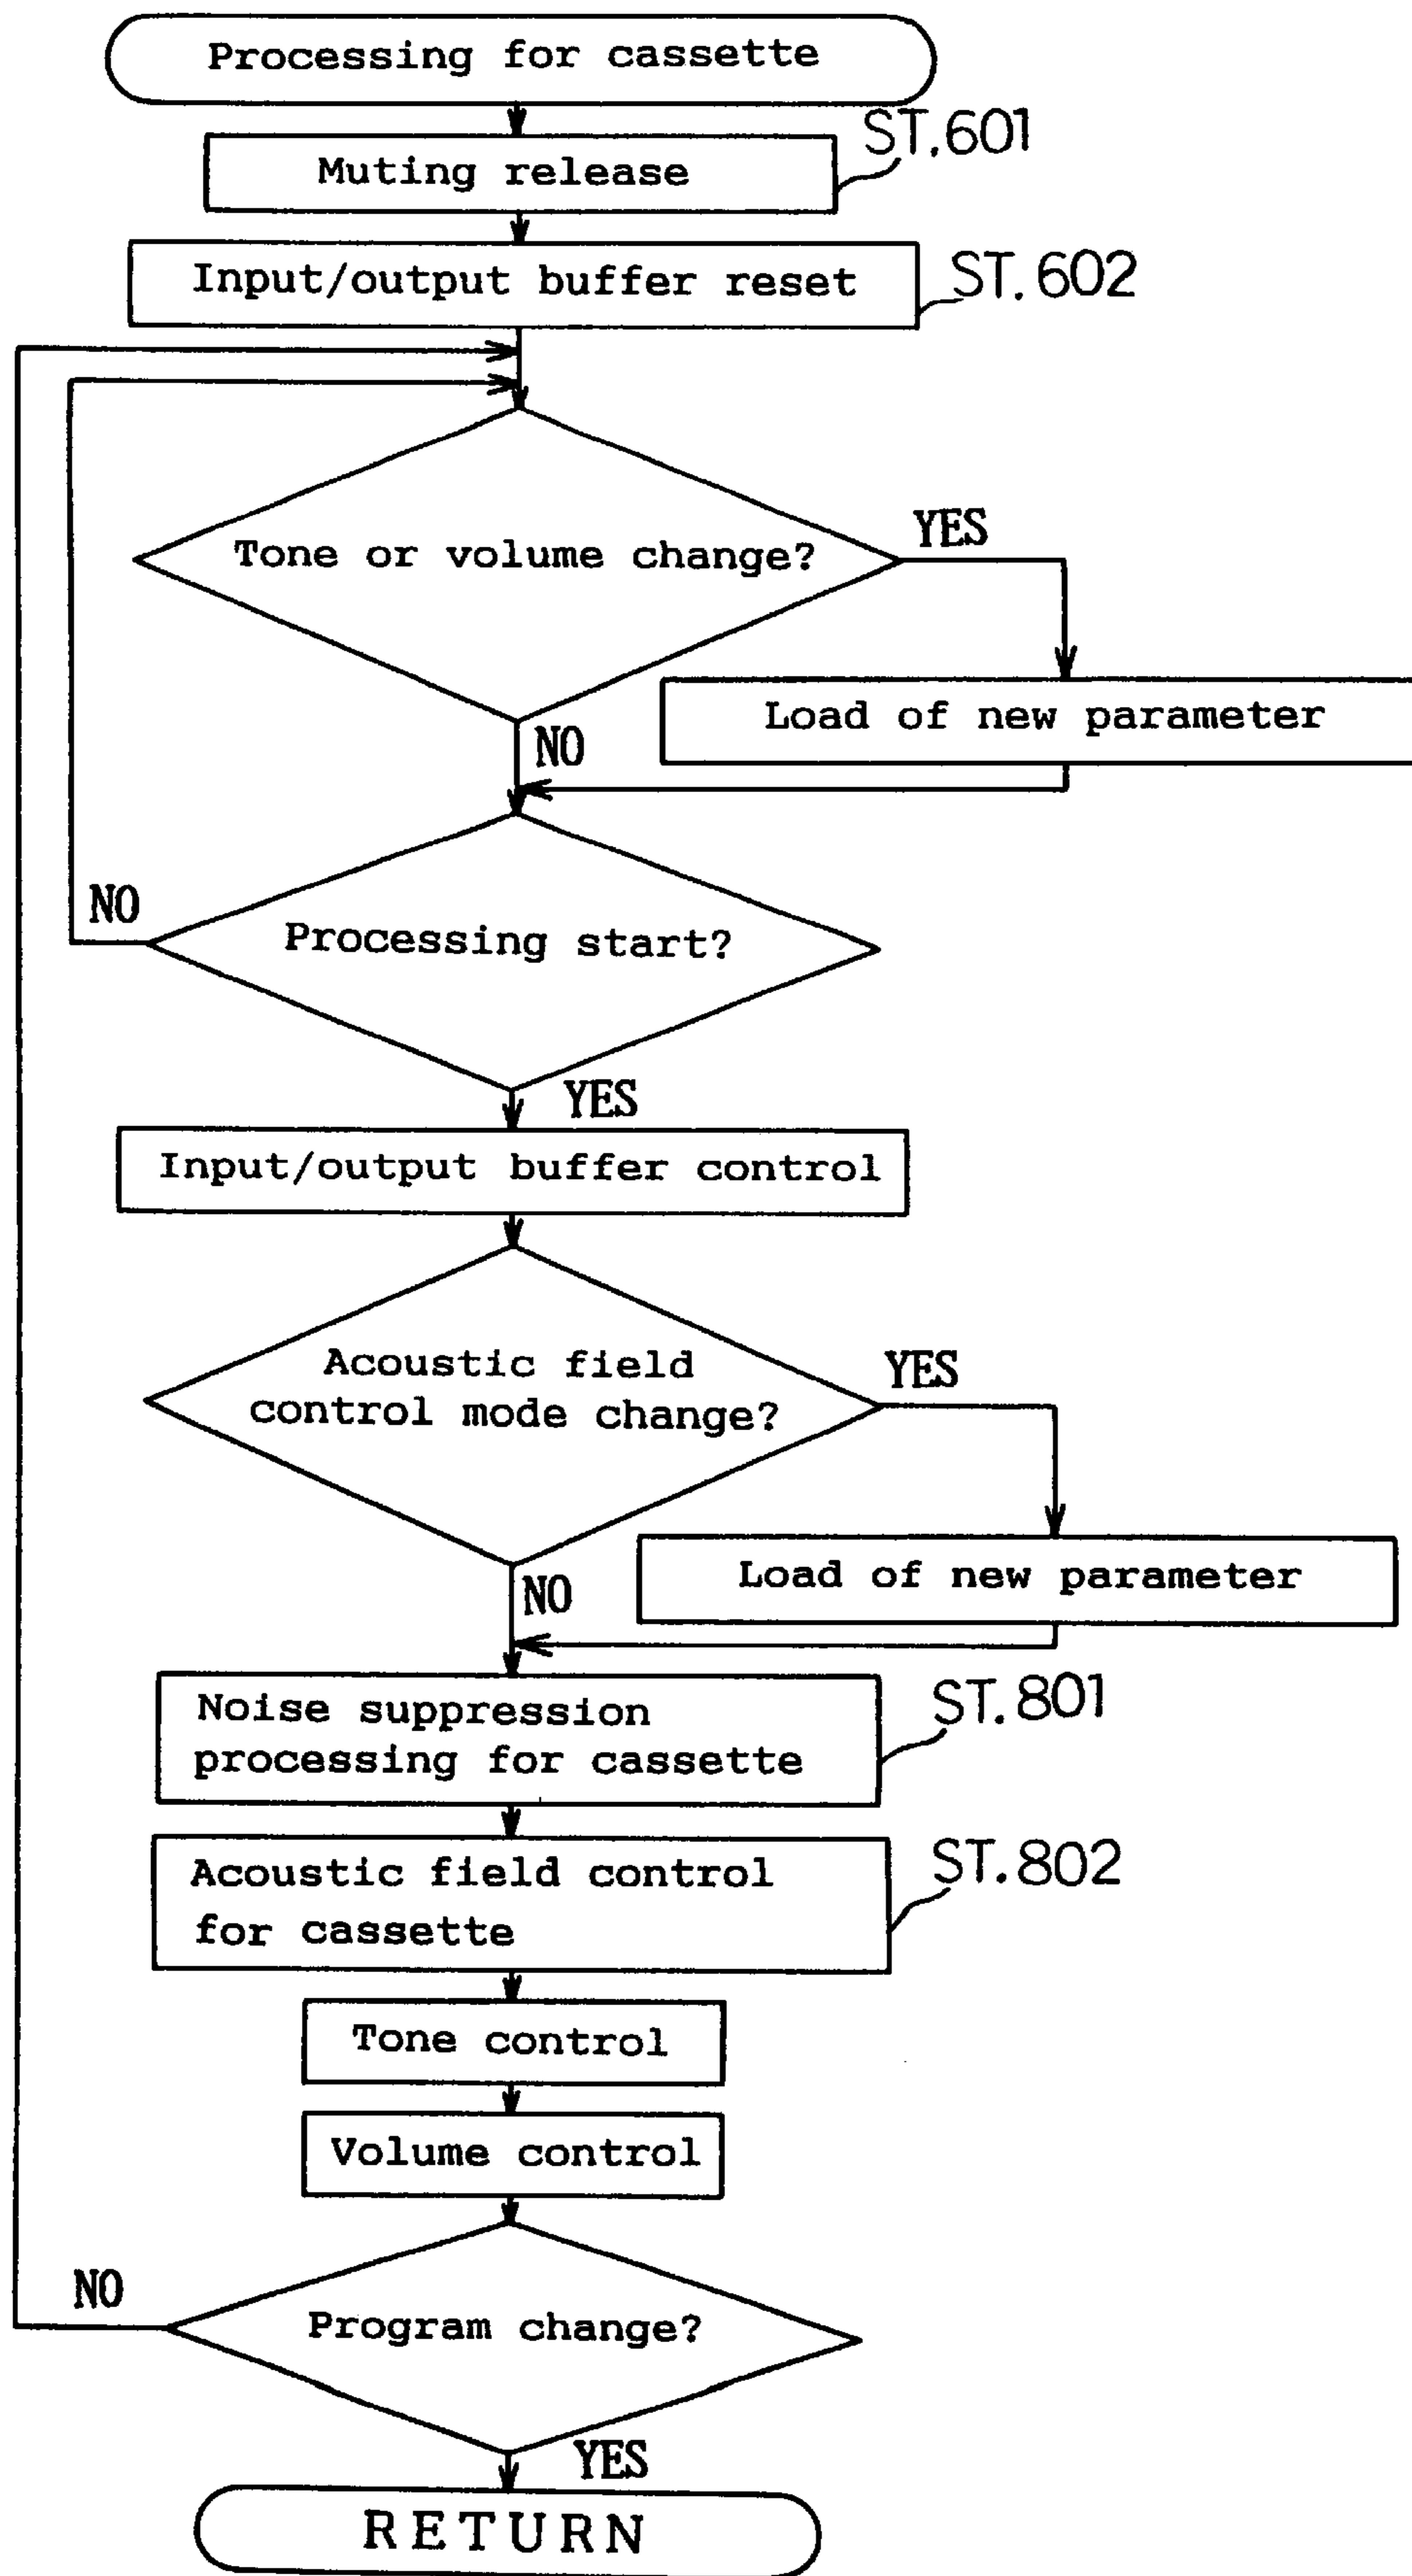 Processing for cassette
ST.601
Muting release
ST.602
Input/output buffer reset
Tone or volume change?
YES
Load of new parameter
NO
Processing start?
NO
YES
Input/output buffer control
Acoustic field
control mode change?
YES
Load of new parameter
NO
Noise suppression
processing for cassette
ST.801
Acoustic field control
for cassette
ST.802
Tone control
Volume control
NO
Program change?
YES
RETURN